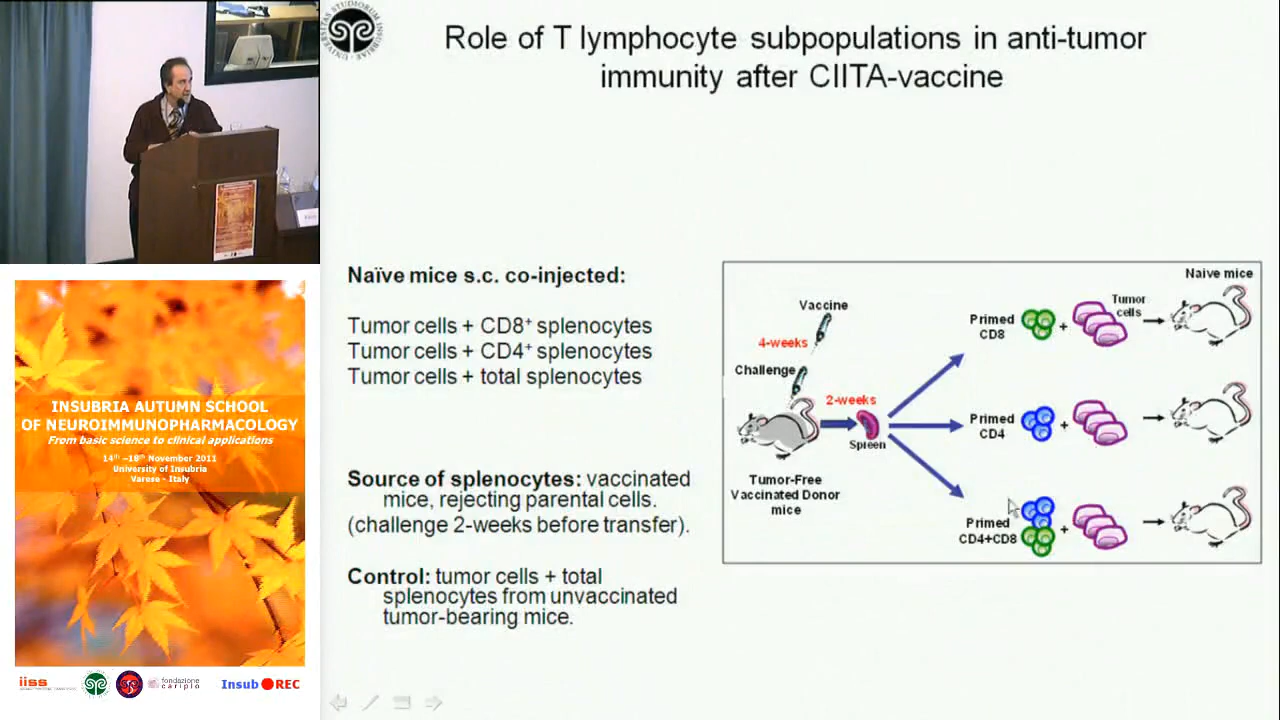 Role of T lymphocyte subpopulations in anti-tumor
immunity after CIITA-vaccine
Naïve mice s.c. co-injected:
Tumor cells + CD8⁺ splenocytes
Tumor cells + CD4⁺ splenocytes
Tumor cells + total splenocytes
Source of splenocytes: vaccinated
mice, rejecting parental cells.
(challenge 2-weeks before transfer).
Control: tumor cells + total
splenocytes from unvaccinated
tumor-bearing mice.
Vaccine
4-weeks
Challenge
2-weeks
Spreen
Tumor-Free
Vaccinated Donor
mice
Naive mice
Primed
CD8
+
Tumor
cells
Primed
CD4
+
Primed
CD4+CD8
+
INSUBRIA AUTUMN SCHOOL
OF NEUROIMMUNOPHARMACOLOGY
From basic science to clinical applications
14th –18th November 2011
University of Insubria
Varese - Italy
iiss
fondazione
cariplo
Insub REC